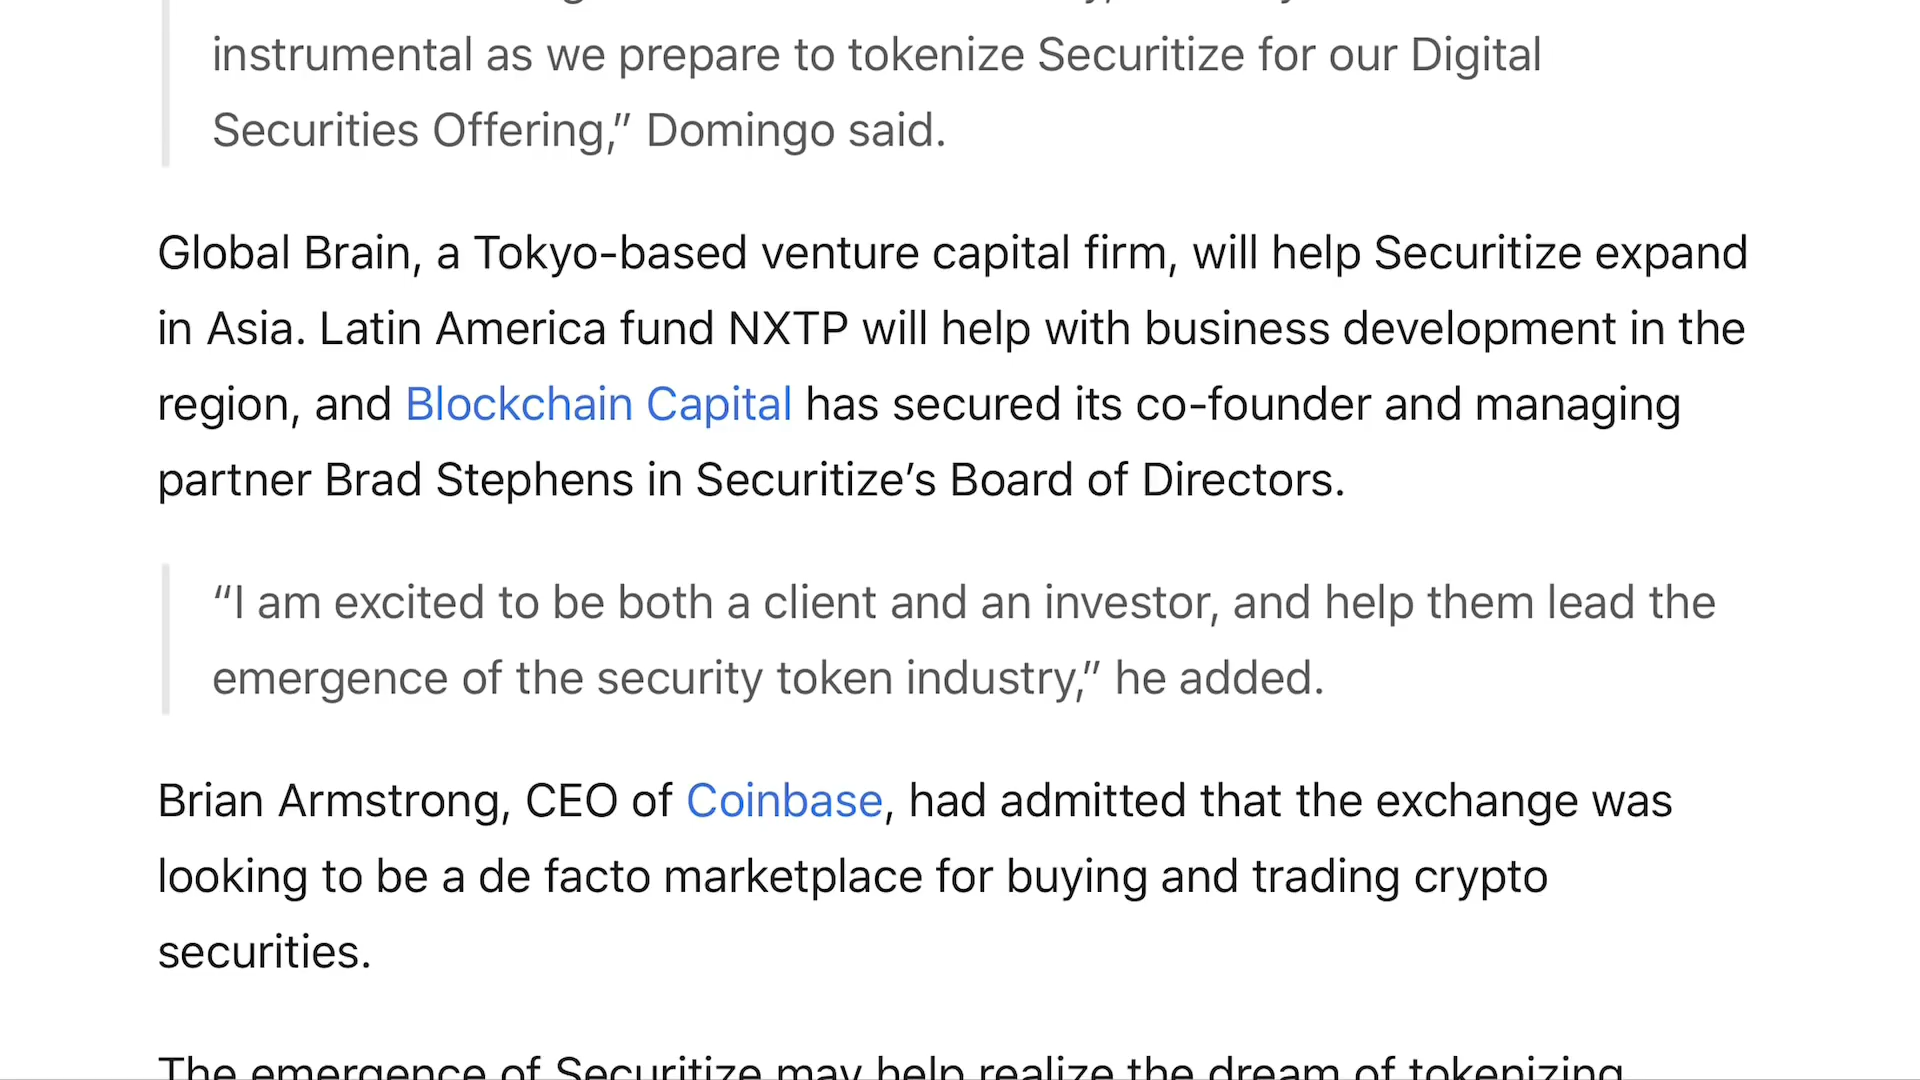 instrumental as we prepare to tokenize Securitize for our Digital
Securities Offering,” Domingo said.
Global Brain, a Tokyo-based venture capital firm, will help Securitize expand
in Asia. Latin America fund NXTP will help with business development in the
region, and Blockchain Capital has secured its co-founder and managing
partner Brad Stephens in Securitize’s Board of Directors.
“I am excited to be both a client and an investor, and help them lead the
emergence of the security token industry,” he added.
Brian Armstrong, CEO of Coinbase, had admitted that the exchange was
looking to be a de facto marketplace for buying and trading crypto
securities.
The emergence of Securitize may help realize the dream of tokenizing